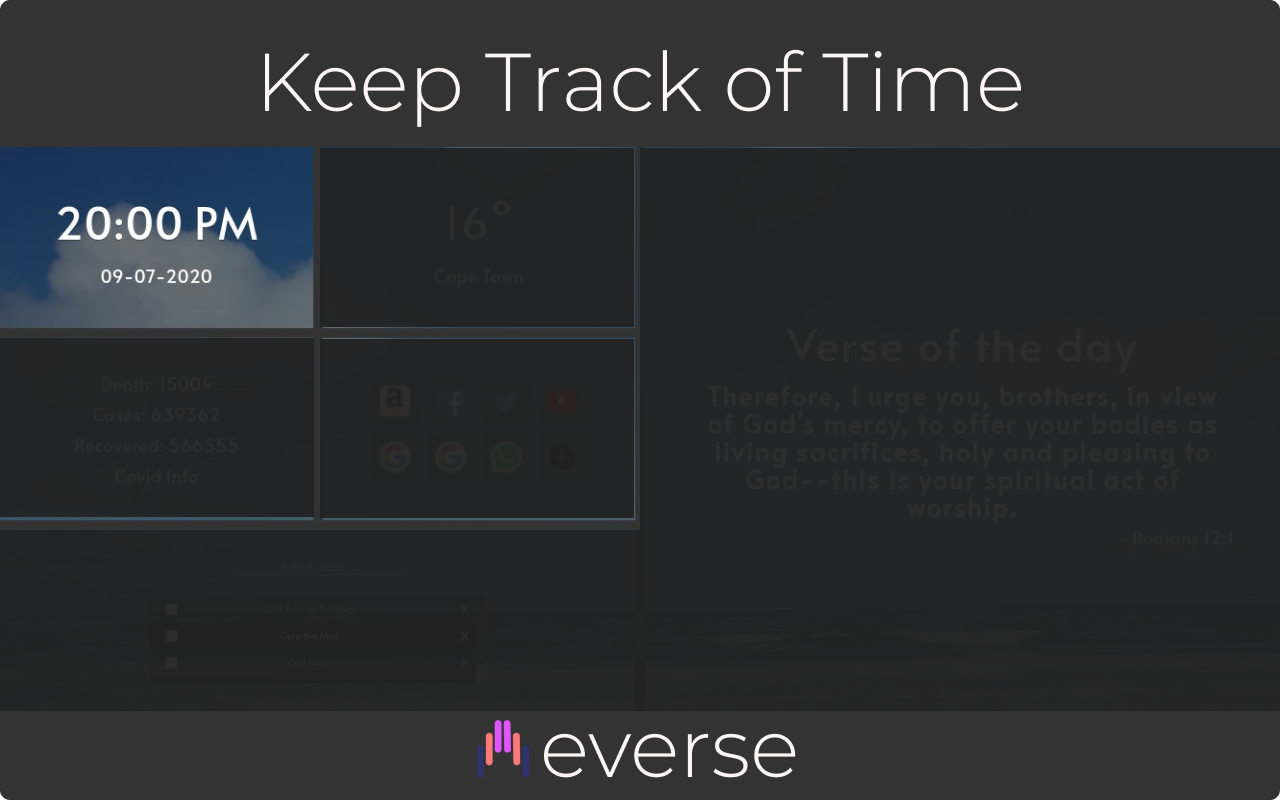 Keep Track of Time
20:00 PM
09-07-2020
16°
Cape Town
Death: 15004
Cases: 639362
Recovered: 566555
Covid Info
Verse of the day
Therefore, I urge you, brothers, in view
of God's mercy, to offer your bodies as
living sacrifices, holy and pleasing to
God--this is your spiritual act of
worship.
- Romans 12:1
Add a Task...
Call John @ 5:30pm X
Goto the Mall X
Call Mom X
everse